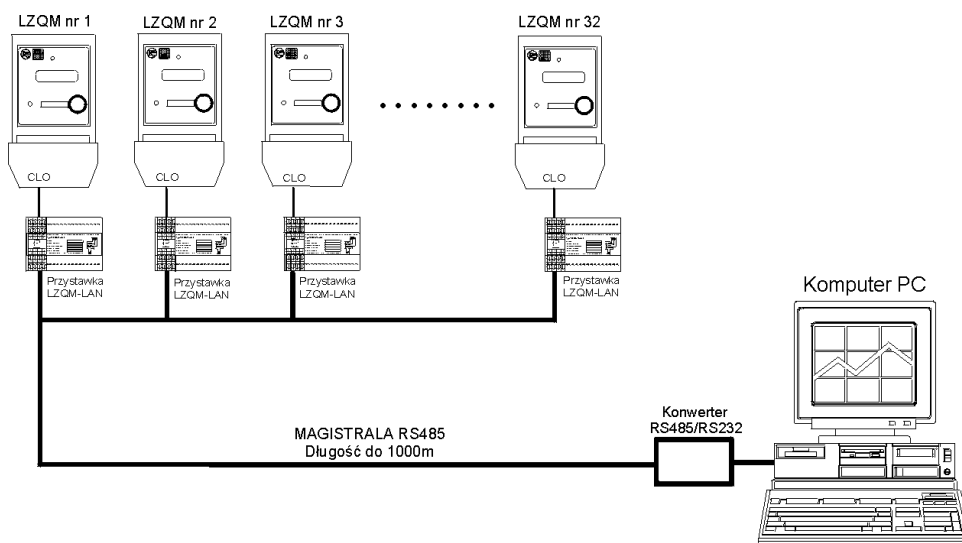 LZQM nr 1
LZQM nr 2
LZQM nr 3
LZQM nr 32
CLO
CLO
CLO
CLO
Przystawka
LZQM-LAN
Przystawka
LZQM-LAN
Przystawka
LZQM-LAN
Przystawka
LZQM-LAN
Komputer PC
Konwerter
RS485/RS232
MAGISTRALA RS485
Długość do 1000m